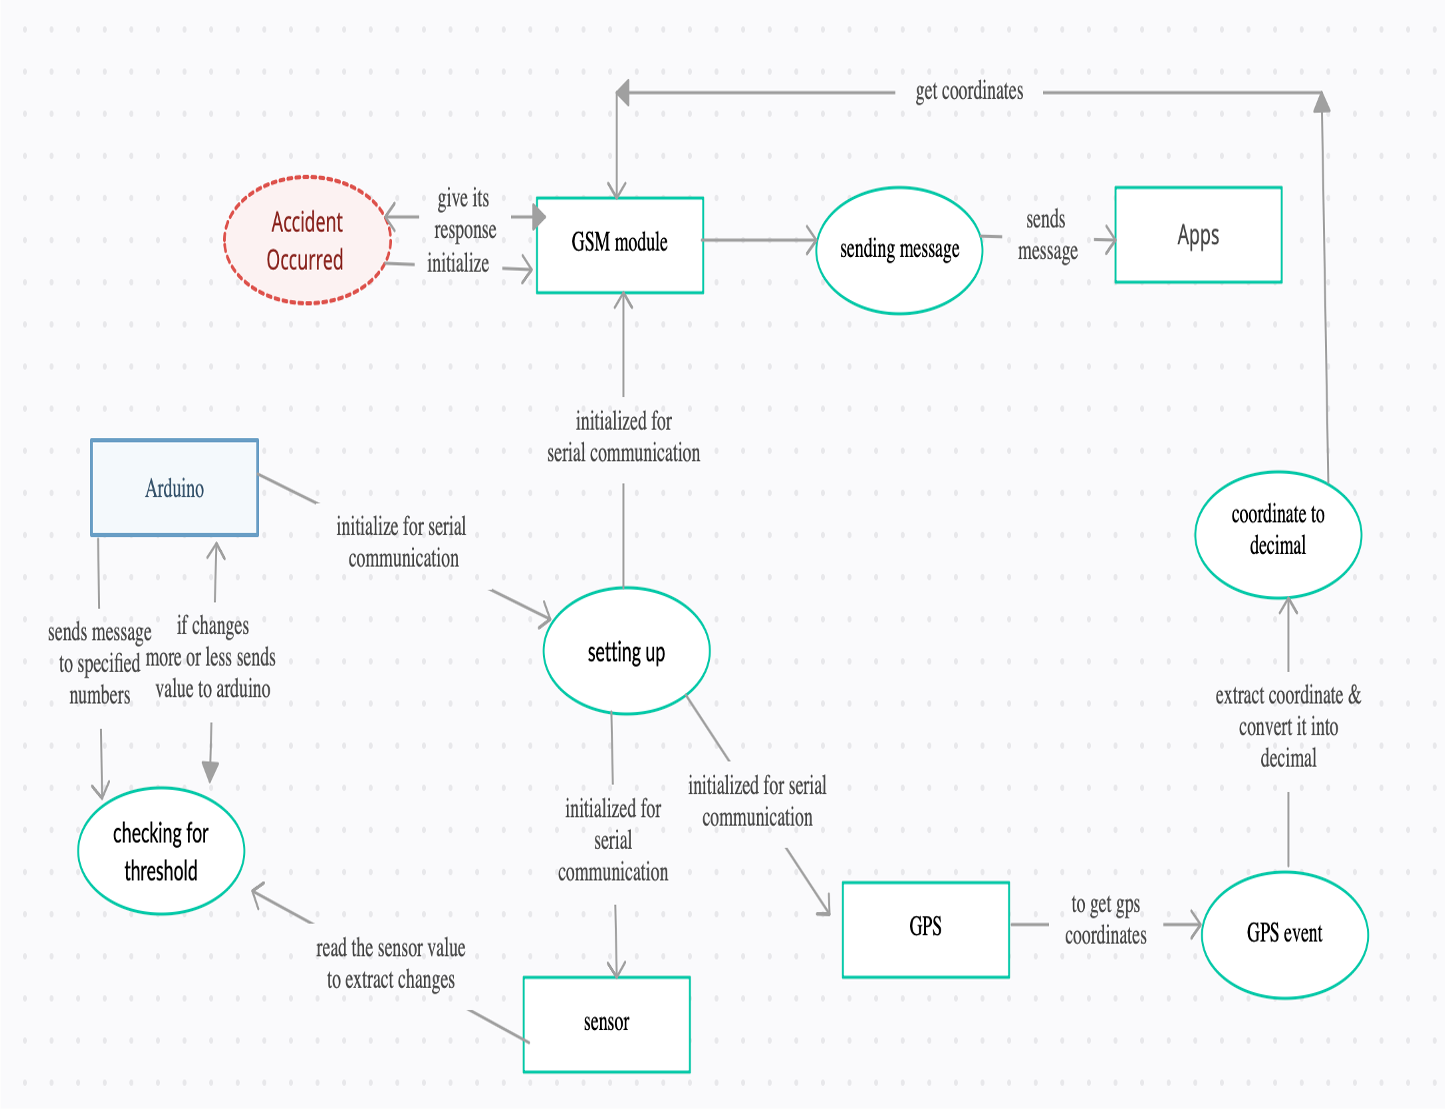 get coordinates
Accident
Occurred
give its
response
initialize
GSM module
sending message
sends
message
Apps
initialized for
serial communication
Arduino
initialize for serial
communication
coordinate to
decimal
sends message
to specified
numbers
if changes
more or less sends
value to arduino
setting up
extract coordinate &
convert it into
decimal
initialized for serial
communication
initialized for
serial
communication
checking for
threshold
read the sensor value
to extract changes
GPS
to get gps
coordinates
GPS event
sensor